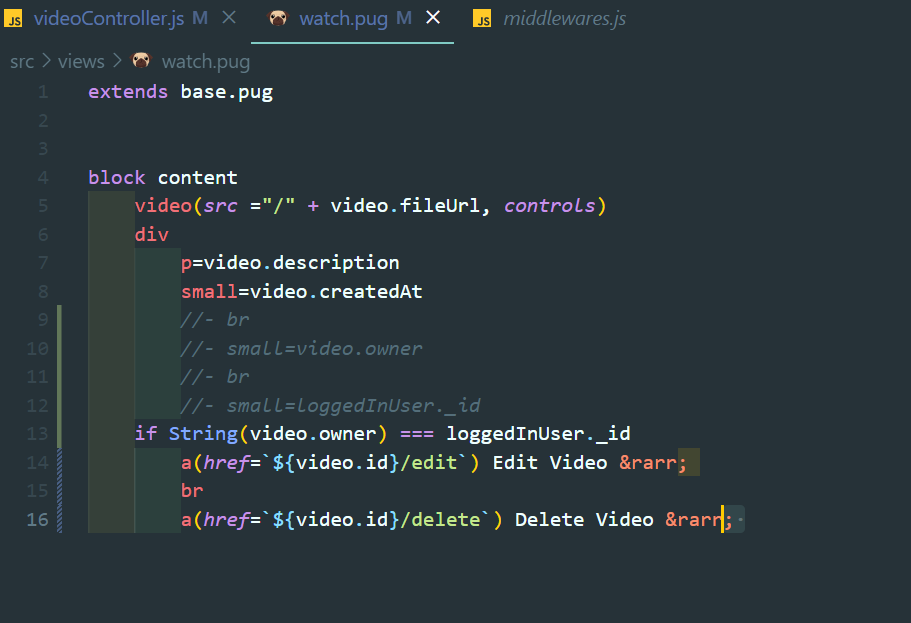 JS videoController.js M × watch.pug M × JS middlewares.js
src > views > watch.pug
1 extends base.pug
2
3
4 block content
5 video(src ="/" + video.fileUrl, controls)
6 div
7 p=video.description
8 small=video.createdAt
9 //- br
10 //- small=video.owner
11 //- br
12 //- small=loggedInUser._id
13 if String(video.owner) === loggedInUser._id
14 a(href=`${video.id}/edit`) Edit Video &rarr;
15 br
16 a(href=`${video.id}/delete`) Delete Video &rarr;